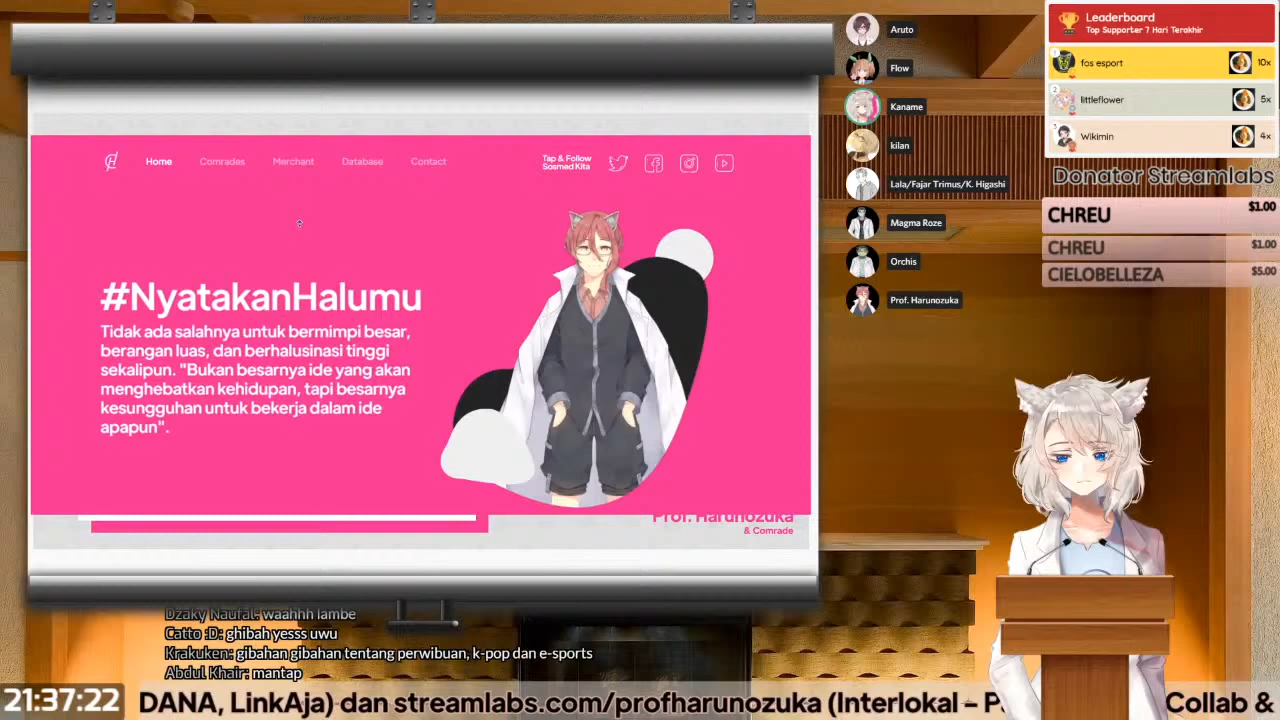 Home
Comrades
Merchant
Database
Contact
Tap & Follow
Sosmed Kita
#NyatakanHalumu
Tidak ada salahnya untuk bermimpi besar,
berangan luas, dan berhalusinasi tinggi
sekalipun. "Bukan besarnya ide yang akan
menghebatkan kehidupan, tapi besarnya
kesungguhan untuk bekerja dalam ide
apapun".
Prof. Harunozuka
& Comrade
Aruto
Flow
Kaname
kilan
Lala/Fajar Trimus/K. Higashi
Magma Roze
Orchis
Prof. Harunozuka
Leaderboard
Top Supporter 7 Hari Terakhir
1 fos esport 10x
2 littleflower 5x
3 Wikimin 4x
Donator Streamlabs
CHREU $1.00
CHREU $1.00
CIELOBELLEZA $5.00
Dzaky Naufal: waahhh lambe
Catto :D: ghibah yesss uwu
Krakuken: gibahan gibahan tentang perwibuan, k-pop dan e-sports
Abdul Khair: mantap
21:37:22
DANA, LinkAja) dan streamlabs.com/profharunozuka (Interlokal – P
Collab &